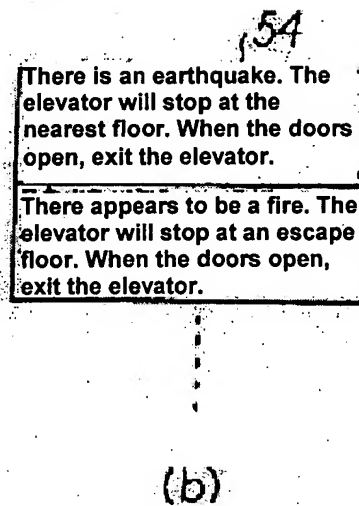 54
There is an earthquake. The
elevator will stop at the
nearest floor. When the doors
open, exit the elevator.
There appears to be a fire. The
elevator will stop at an escape
floor. When the doors open,
exit the elevator.
(b)